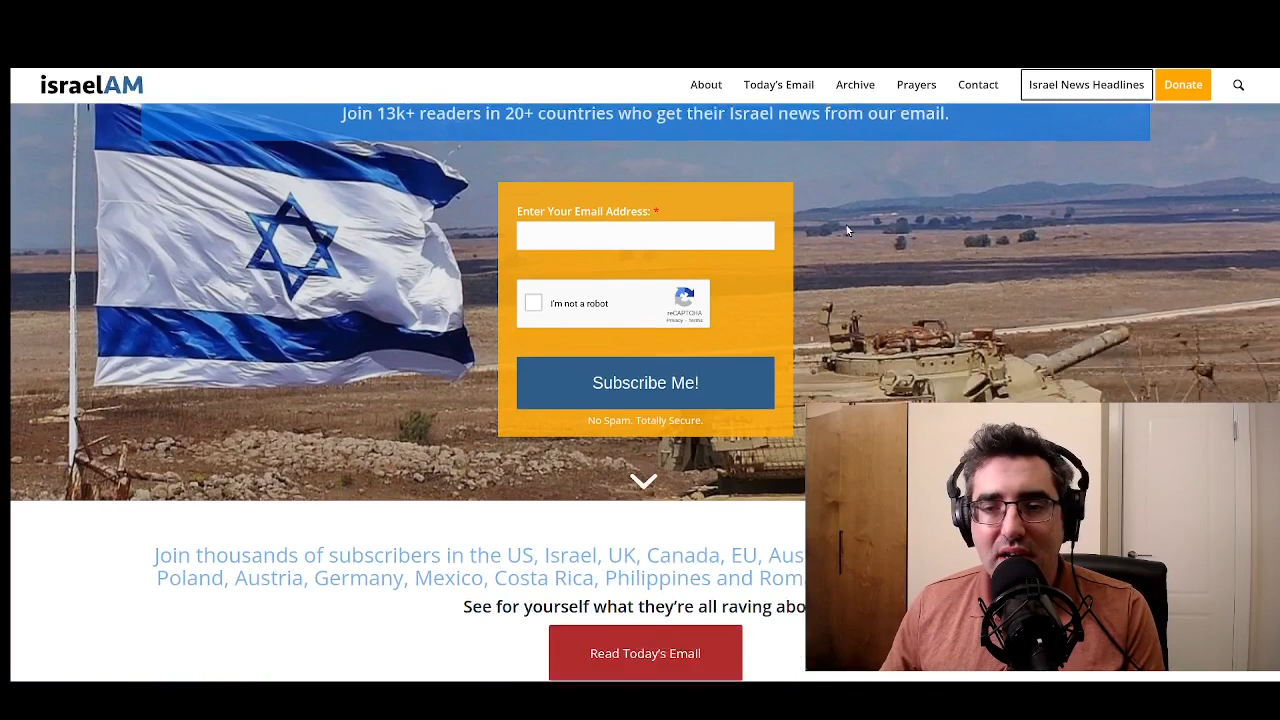 israelAM
About
Today's Email
Archive
Prayers
Contact
Israel News Headlines
Donate
Join 13k+ readers in 20+ countries who get their Israel news from our email.
Enter Your Email Address: *
I'm not a robot
reCAPTCHA
Privacy - Terms
Subscribe Me!
No Spam. Totally Secure.
Join thousands of subscribers in the US, Israel, UK, Canada, EU,
Poland, Austria, Germany, Mexico, Costa Rica, Philippines and
See for yourself what they're all raving
Read Today's Email